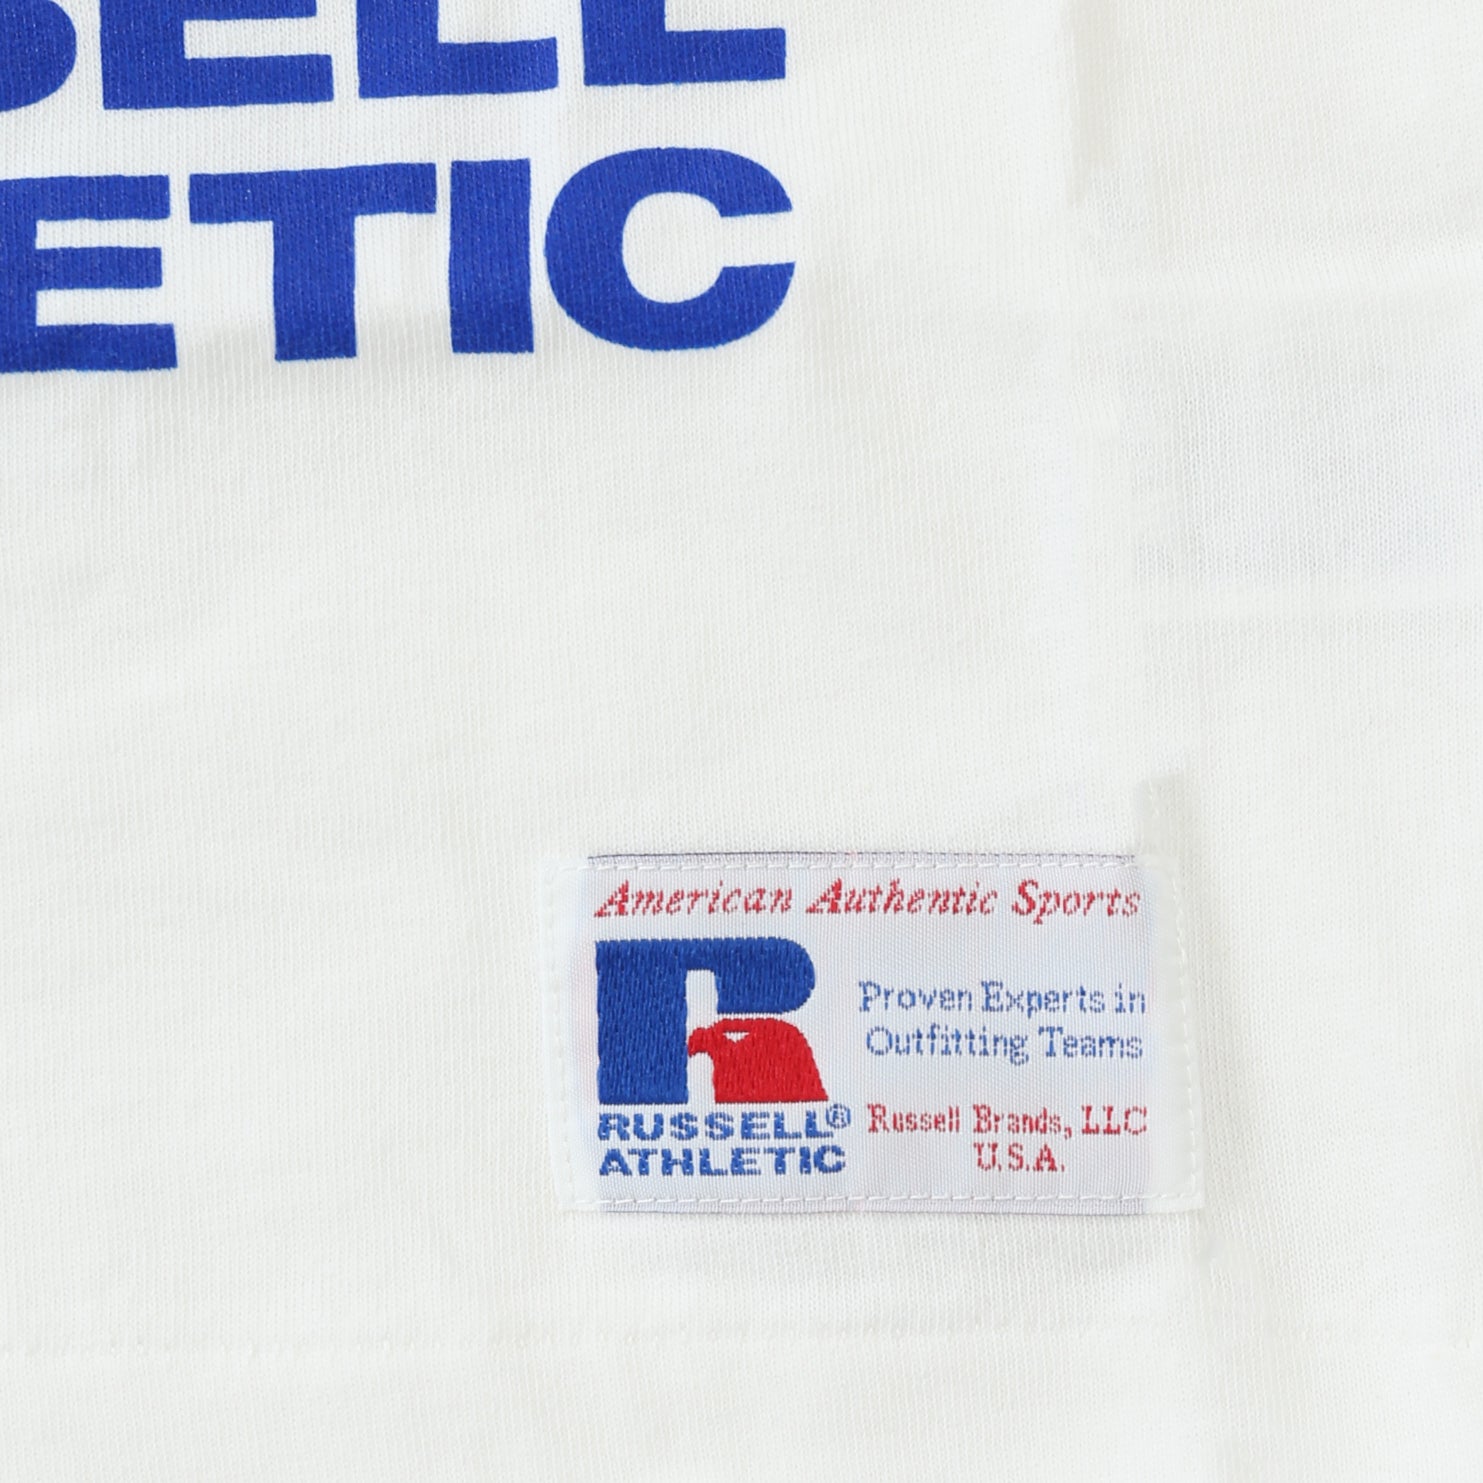 SELL
ETIC
American Authentic Sports
Proven Experts in
Outfitting Teams
RUSSELL®
ATHLETIC
Russell Brands, LLC
U.S.A.